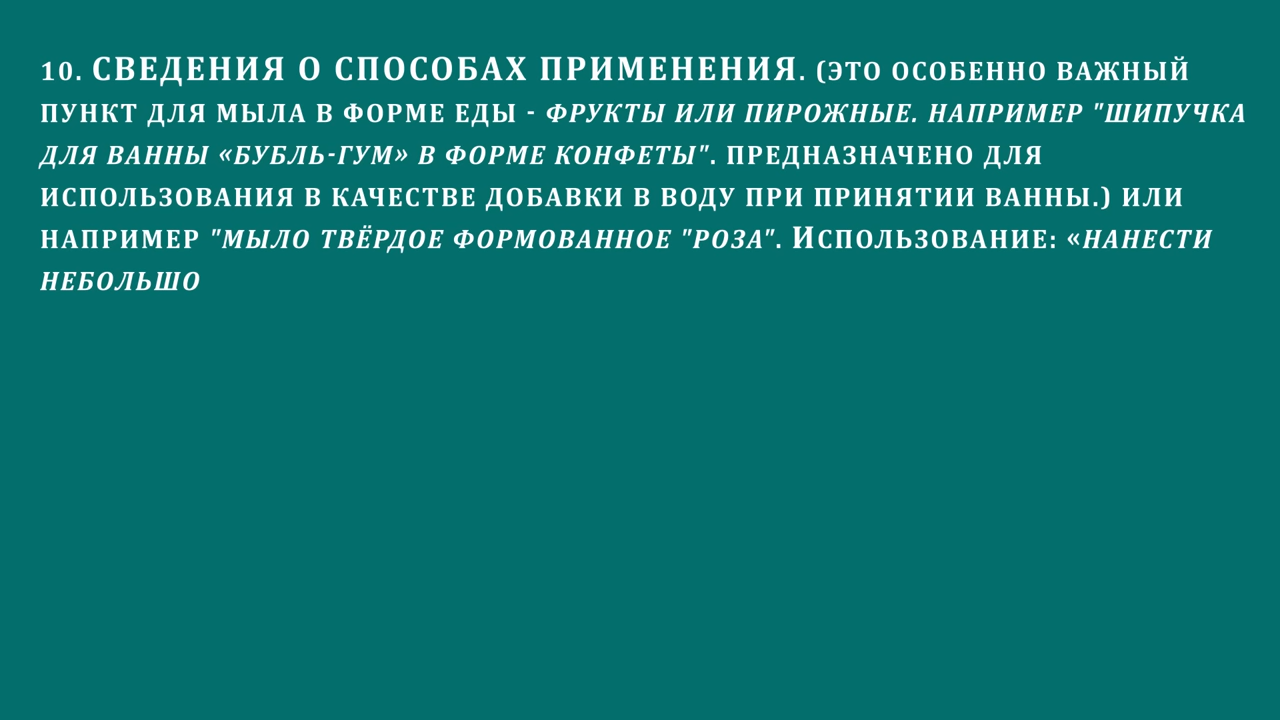 10. СВЕДЕНИЯ О СПОСОБАХ ПРИМЕНЕНИЯ. (ЭТО ОСОБЕННО ВАЖНЫЙ
ПУНКТ ДЛЯ МЫЛА В ФОРМЕ ЕДЫ - ФРУКТЫ ИЛИ ПИРОЖНЫЕ. НАПРИМЕР "ШИПУЧКА
ДЛЯ ВАННЫ «БУБЛЬ-ГУМ» В ФОРМЕ КОНФЕТЫ". ПРЕДНАЗНАЧЕНО ДЛЯ
ИСПОЛЬЗОВАНИЯ В КАЧЕСТВЕ ДОБАВКИ В ВОДУ ПРИ ПРИНЯТИИ ВАННЫ.) ИЛИ
НАПРИМЕР "МЫЛО ТВЁРДОЕ ФОРМОВАННОЕ "РОЗА". ИСПОЛЬЗОВАНИЕ: «НАНЕСТИ
НЕБОЛЬШО